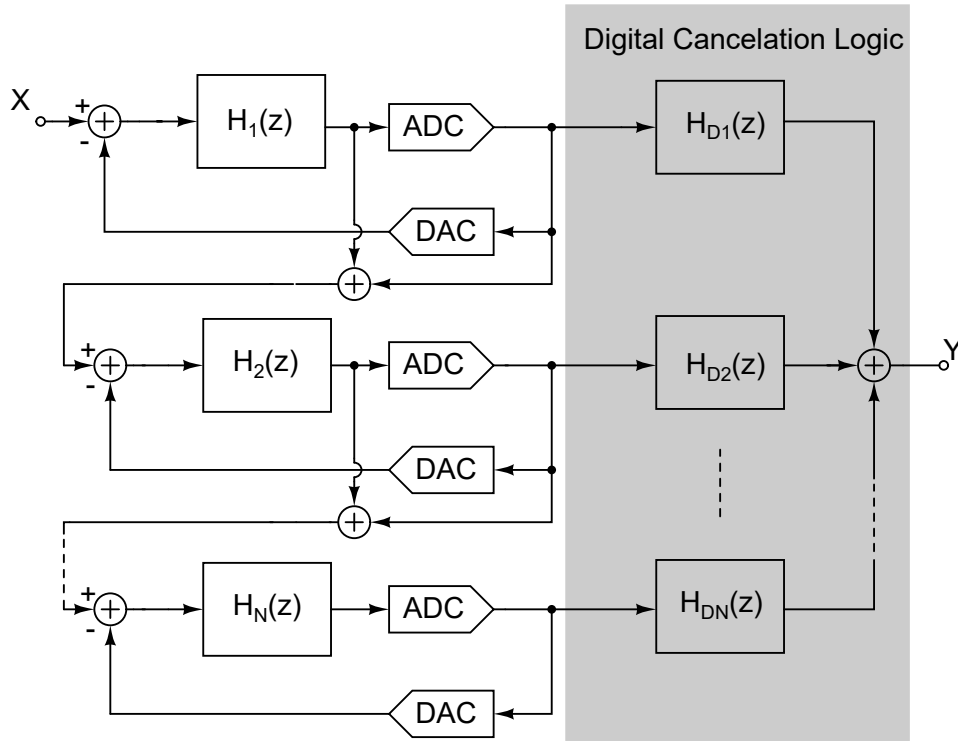 Digital Cancelation Logic
X
+
-
H1(z)
ADC
HD1(z)
DAC
+
+
-
H2(z)
ADC
HD2(z)
+
Y
DAC
+
+
-
HN(z)
ADC
HDN(z)
DAC